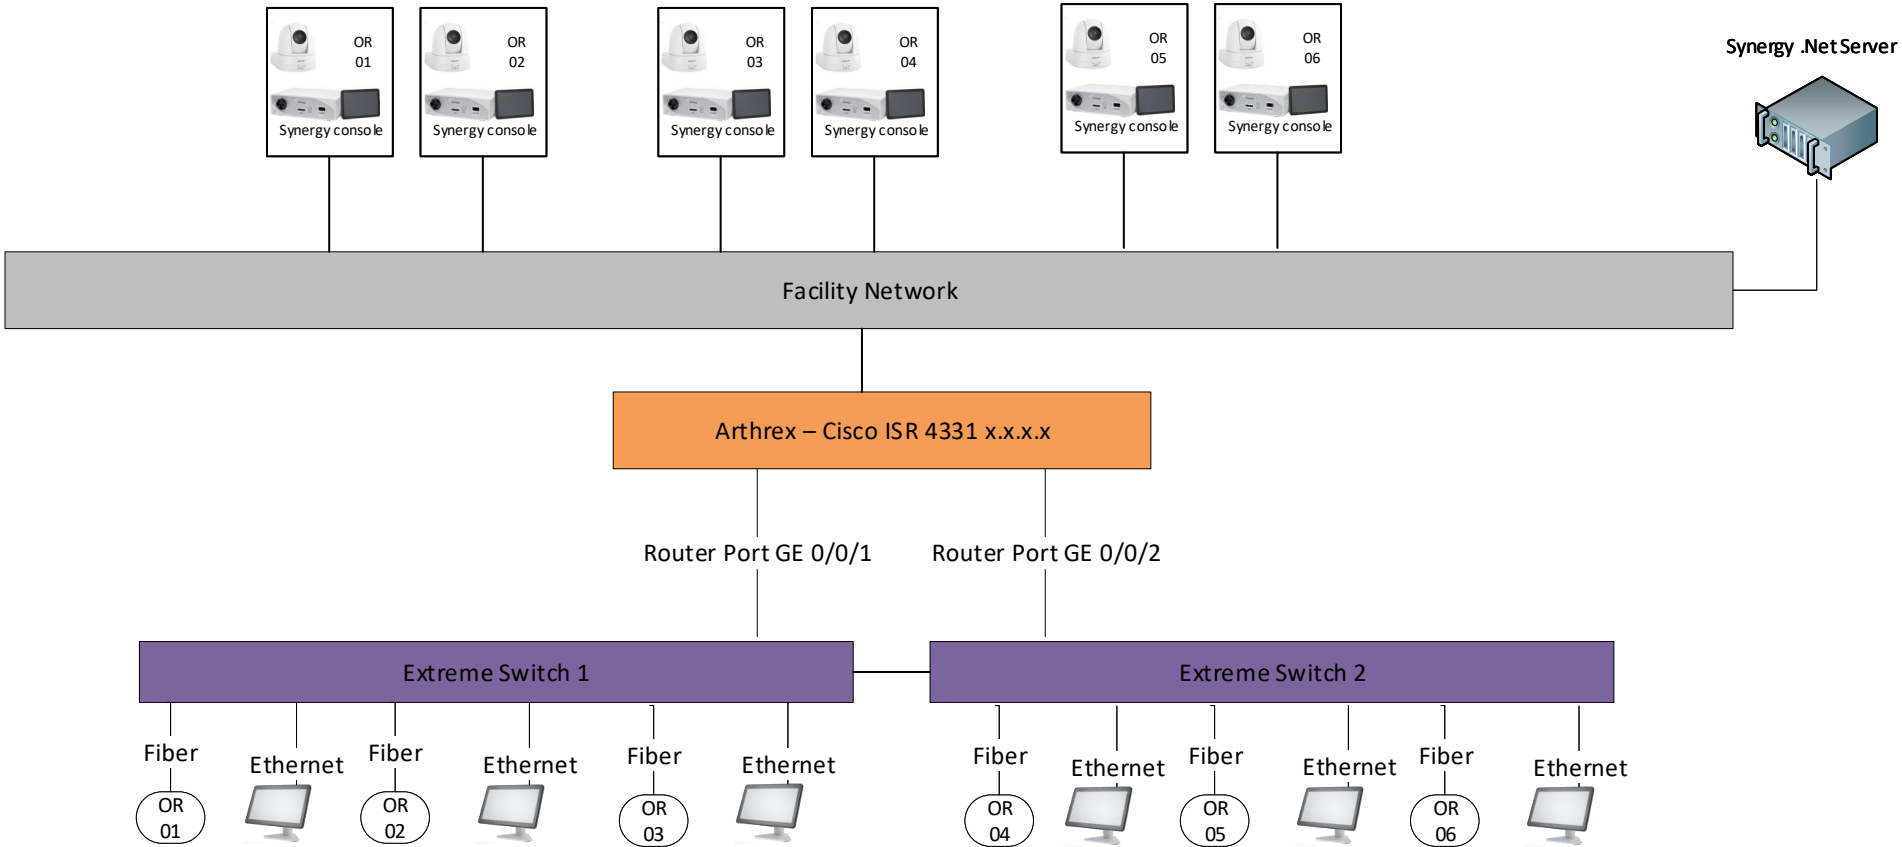 OR
01
OR
02
OR
03
OR
04
OR
05
OR
06
Synergy console
Synergy console
Synergy console
Synergy console
Synergy console
Synergy console
Synergy .Net Server
Facility Network
Arthrex – Cisco ISR 4331 x.x.x.x
Router Port GE 0/0/1
Router Port GE 0/0/2
Extreme Switch 1
Extreme Switch 2
Fiber
Ethernet
Fiber
Ethernet
Fiber
Ethernet
Fiber
Ethernet
Fiber
Ethernet
Fiber
Ethernet
OR
01
OR
02
OR
03
OR
04
OR
05
OR
06